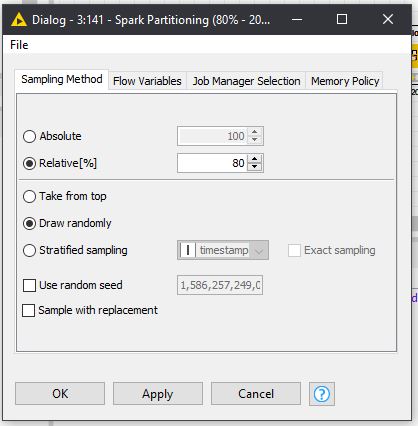 Dialog - 3:141 - Spark Partitioning (80% - 20...
File
Sampling Method Flow Variables Job Manager Selection Memory Policy
Absolute 100
Relative[%] 80
Take from top
Draw randomly
Stratified sampling I timestamp Exact sampling
Use random seed 1,586,257,249,0
Sample with replacement
OK Apply Cancel ?